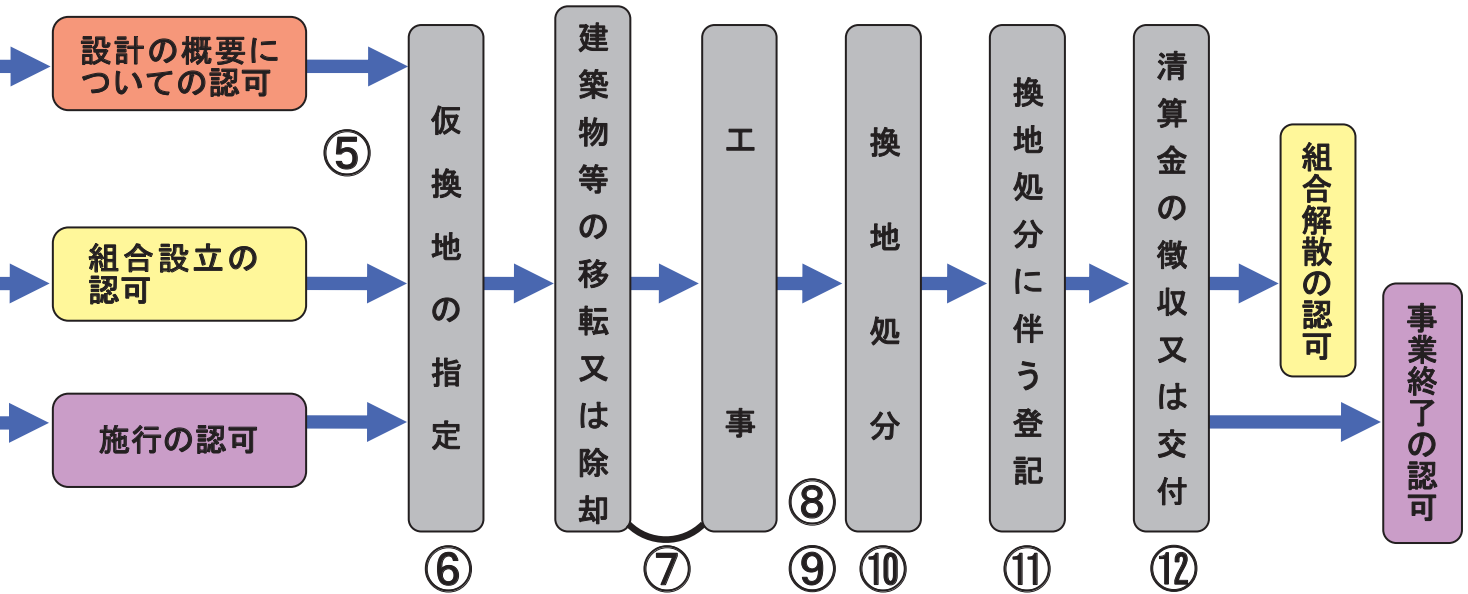 設計の概要に
ついての認可
⑤
組合設立の
認可
施行の認可
仮換地の指定
⑥
建築物等の移転又は除却
⑦
工事
⑧
⑨
換地処分
⑩
換地処分に伴う登記
⑪
清算金の徴収又は交付
⑫
組合解散の認可
事業終了の認可